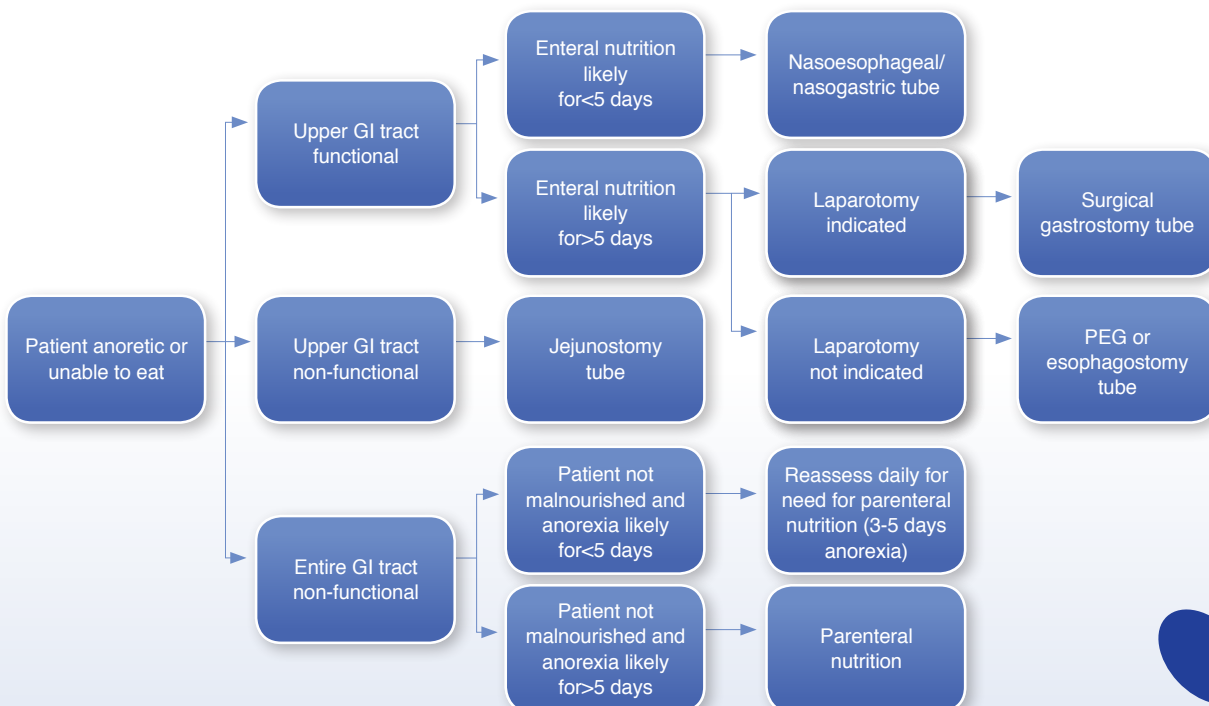 Patient anoretic or
unable to eat
Upper GI tract
functional
Enteral nutrition
likely
for<5 days
Nasoesophageal/
nasogastric tube
Enteral nutrition
likely
for>5 days
Laparotomy
indicated
Surgical
gastrostomy tube
Laparotomy
not indicated
PEG or
esophagostomy
tube
Upper GI tract
non-functional
Jejunostomy
tube
Entire GI tract
non-functional
Patient not
malnourished and
anorexia likely
for<5 days
Reassess daily for
need for parenteral
nutrition (3-5 days
anorexia)
Patient not
malnourished and
anorexia likely
for>5 days
Parenteral
nutrition